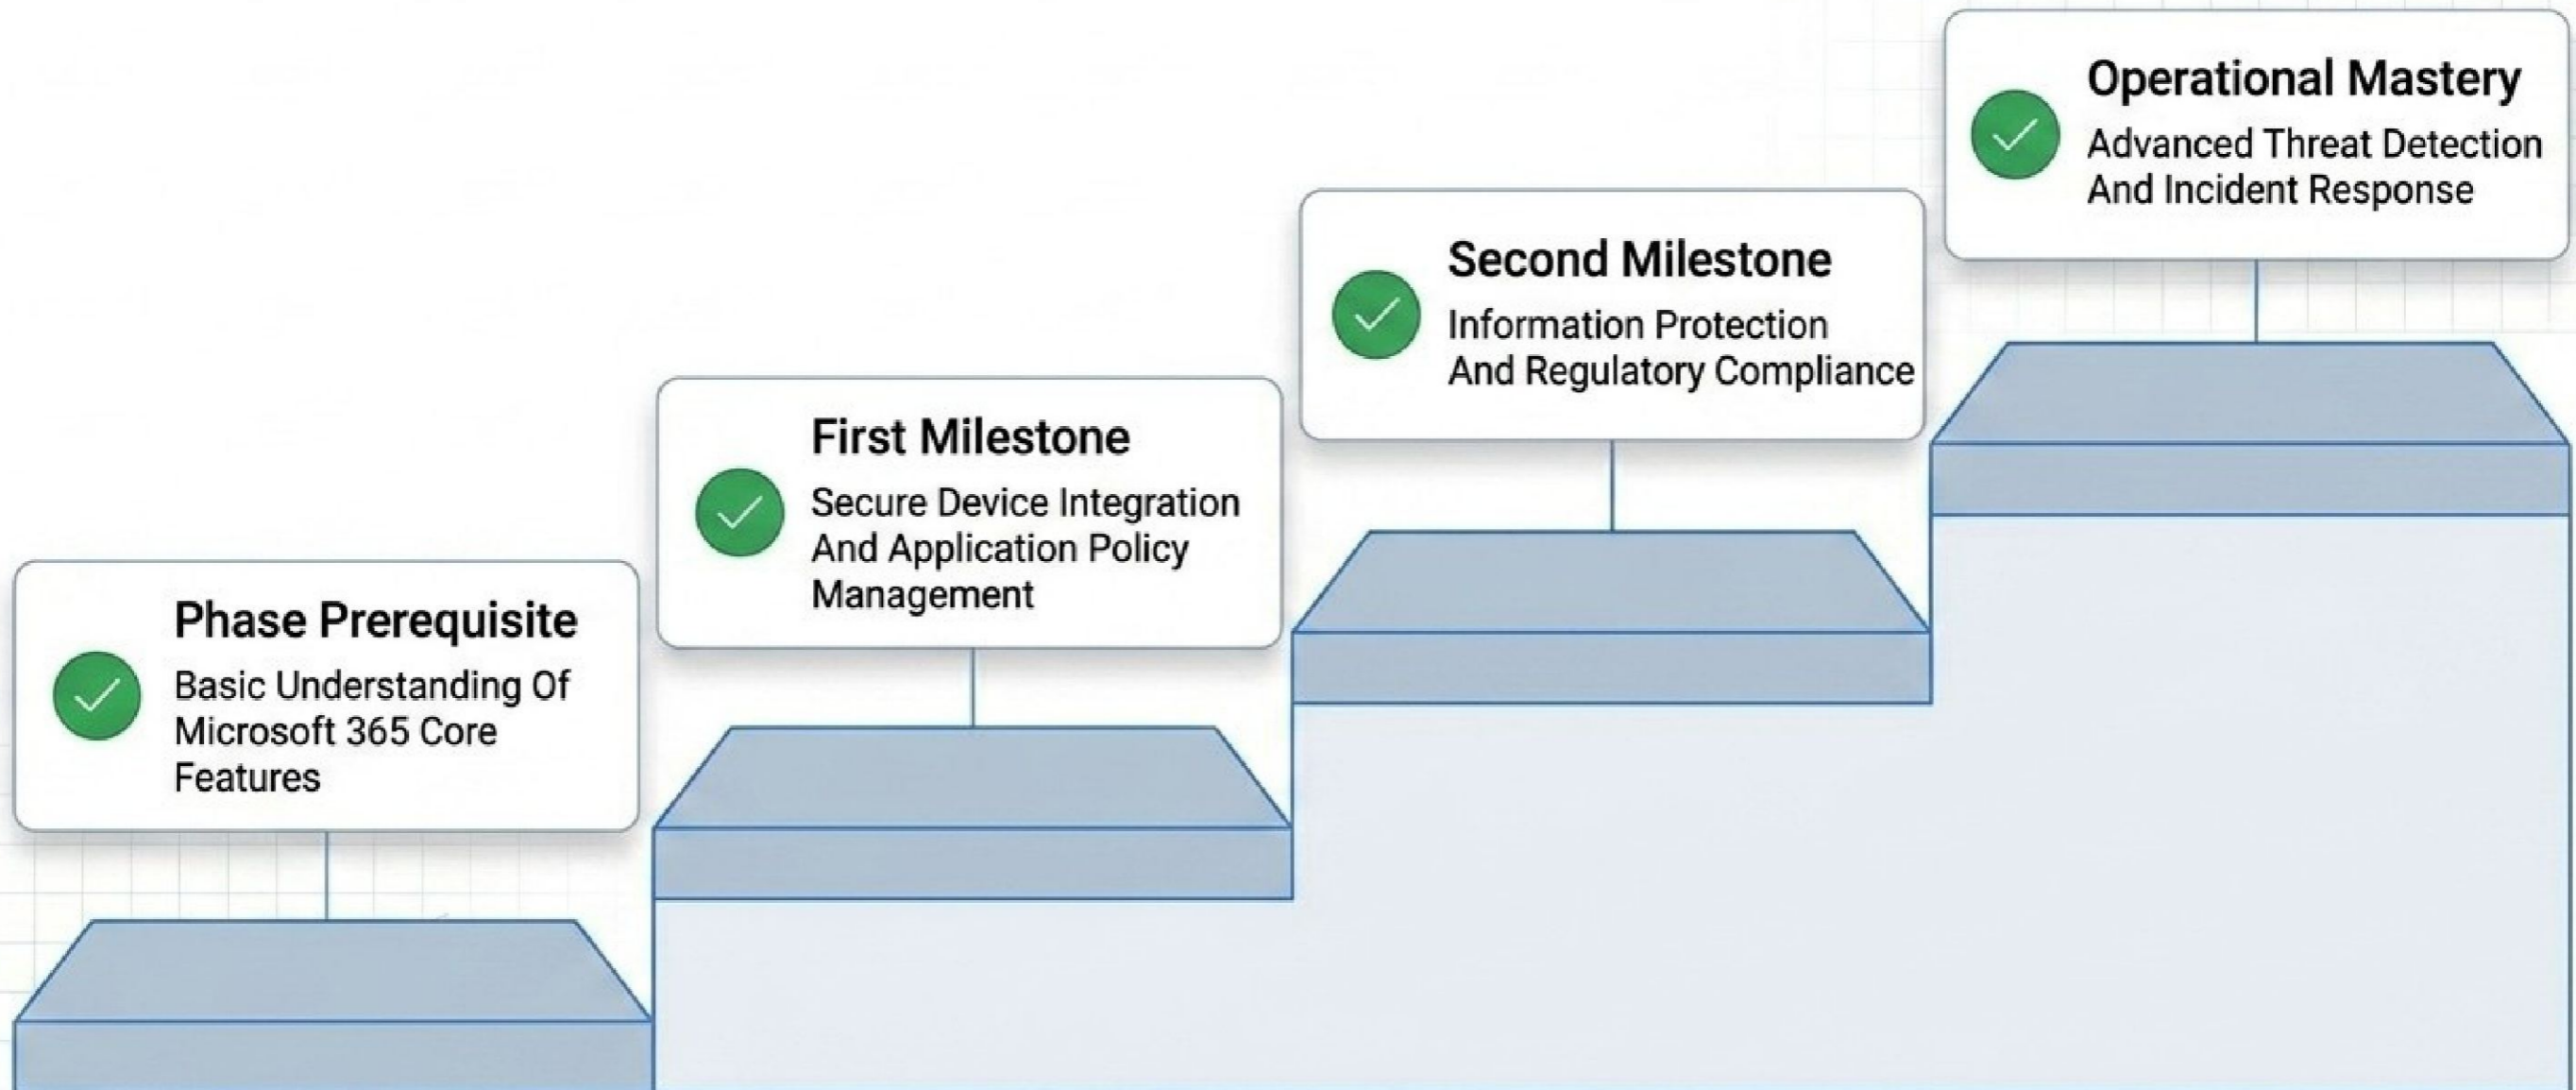 Phase Prerequisite
Basic Understanding Of
Microsoft 365 Core
Features
First Milestone
Secure Device Integration
And Application Policy
Management
Second Milestone
Information Protection
And Regulatory Compliance
Operational Mastery
Advanced Threat Detection
And Incident Response